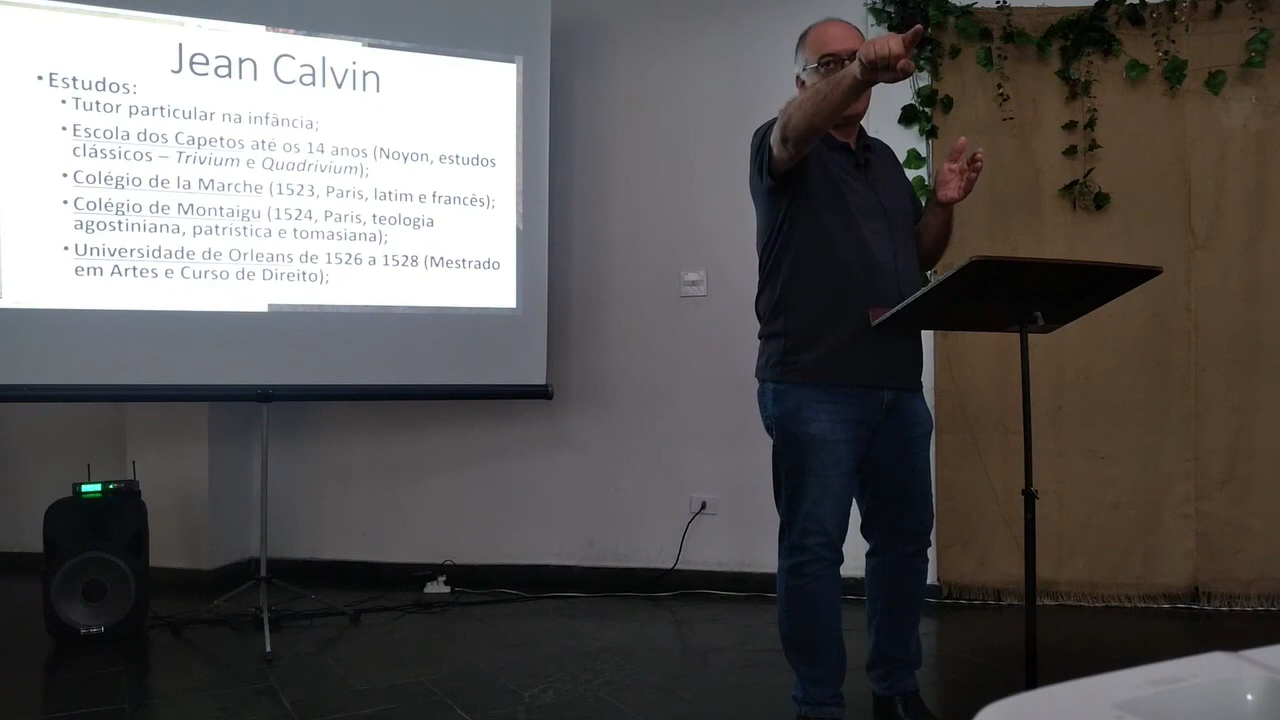 Jean Calvin
•Estudos:
•Tutor particular na infância;
•Escola dos Capetos até os 14 anos (Noyon, estudos
clássicos – Trivium e Quadrivium);
•Colégio de la Marche (1523, Paris, latim e francês);
•Colégio de Montaigu (1524, Paris, teologia
agostiniana, patrística e tomasiana);
•Universidade de Orleans de 1526 a 1528 (Mestrado
em Artes e Curso de Direito);